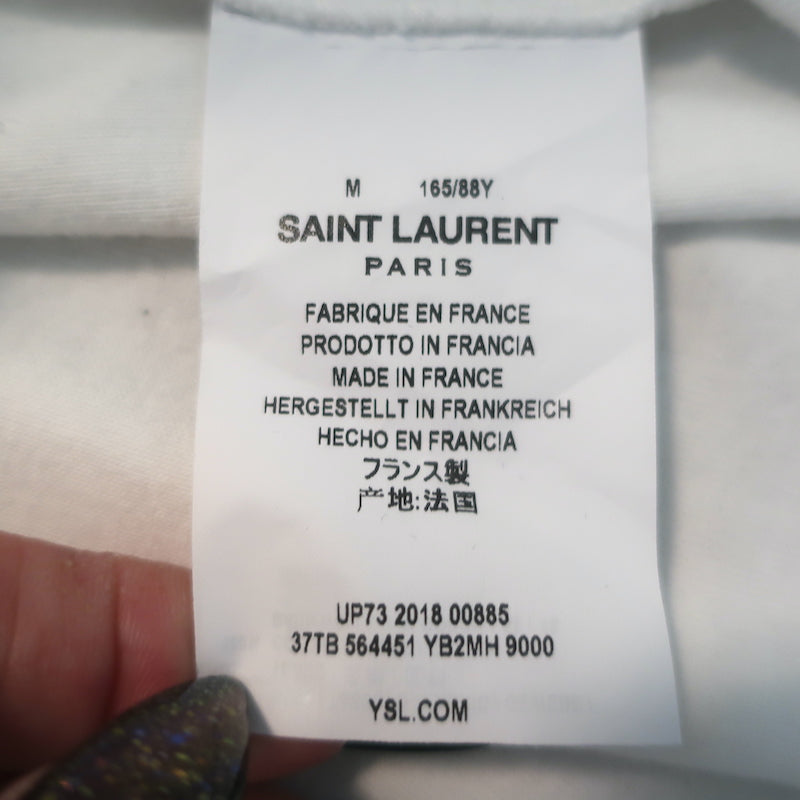 M 165/88Y
SAINT LAURENT
PARIS
FABRIQUE EN FRANCE
PRODOTTO IN FRANCIA
MADE IN FRANCE
HERGESTELLT IN FRANKREICH
HECHO EN FRANCIA
フランス製
产地:法国
UP73 2018 00885
37TB 564451 YB2MH 9000
YSL.COM